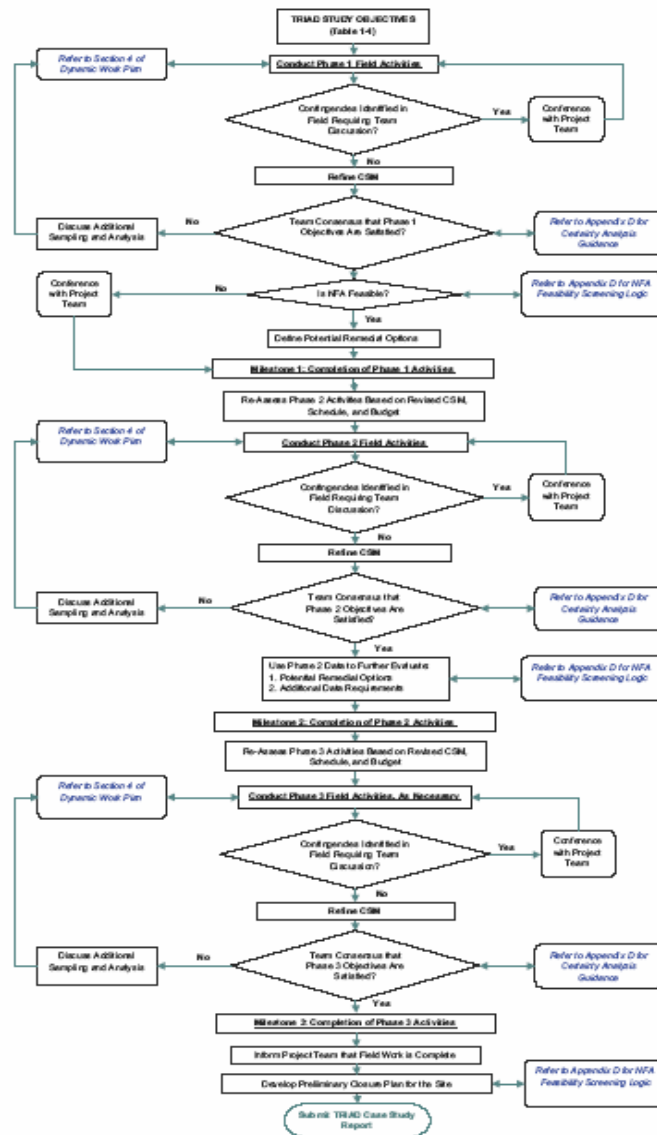 TRIAD STUDY OBJECTIVES
(Table 1-4)
Refer to Section 4 of
Dynamic Work Plan
Conduct Phase 1 Field Activities
Contingencies Identified in
Field Requiring Team
Discussion?
Yes
Conference
with Project
Team
No
Refine CSM
Discuss Additional
Sampling and Analysis
No
Team Consensus that Phase 1
Objectives Are Satisfied?
Refer to Appendix D for
Certainty Analysis
Guidance
Conference
with Project
Team
No
Is NFA Feasible?
Refer to Appendix D for NFA
Feasibility Screening Logic
Yes
Define Potential Remedial Options
Milestone 1: Completion of Phase 1 Activities
Re-Assess Phase 2 Activities Based on Revised CSM,
Schedule, and Budget
Refer to Section 4 of
Dynamic Work Plan
Conduct Phase 2 Field Activities
Contingencies Identified in
Field Requiring Team
Discussion?
Yes
Conference
with Project
Team
No
Refine CSM
Discuss Additional
Sampling and Analysis
No
Team Consensus that
Phase 2 Objectives Are
Satisfied?
Refer to Appendix D for
Certainty Analysis
Guidance
Yes
Use Phase 2 Data to Further Evaluate:
1. Potential Remedial Options
2. Additional Data Requirements
Refer to Appendix D for NFA
Feasibility Screening Logic
Milestone 2: Completion of Phase 2 Activities
Re-Assess Phase 3 Activities Based on Revised CSM,
Schedule, and Budget
Refer to Section 4 of
Dynamic Work Plan
Conduct Phase 3 Field Activities, As Necessary
Contingencies Identified in
Field Requiring Team
Discussion?
Yes
Conference
with Project
Team
No
Refine CSM
Discuss Additional
Sampling and Analysis
No
Team Consensus that
Phase 3 Objectives Are
Satisfied?
Refer to Appendix D for
Certainty Analysis
Guidance
Yes
Milestone 3: Completion of Phase 3 Activities
Inform Project Team that Field Work is Complete
Develop Preliminary Closure Plan for the Site
Refer to Appendix D for NFA
Feasibility Screening Logic
Submit TRIAD Case Study
Report